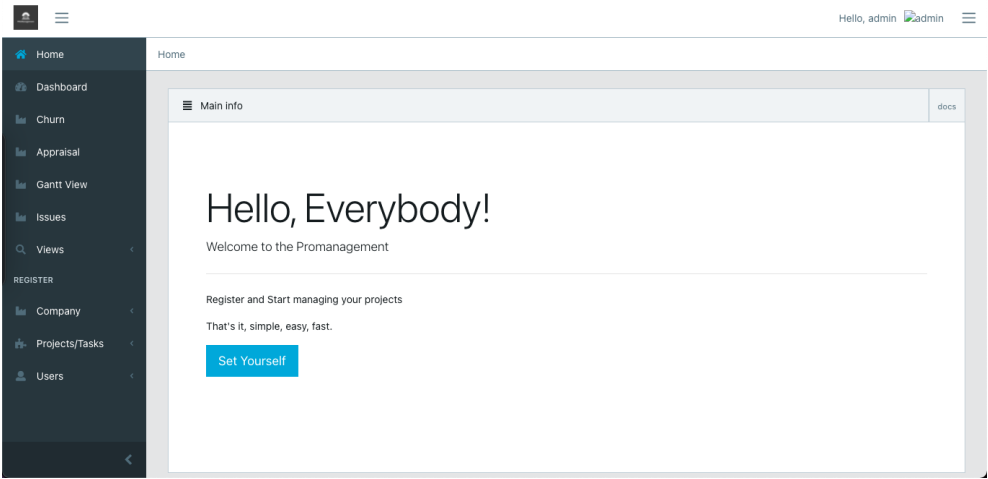 Hello, admin admin
Home
Home
Dashboard
Churn
Appraisal
Gantt View
Issues
Views
REGISTER
Company
Projects/Tasks
Users
Main info
docs
Hello, Everybody!
Welcome to the Promanagement
Register and Start managing your projects
That's it, simple, easy, fast.
Set Yourself